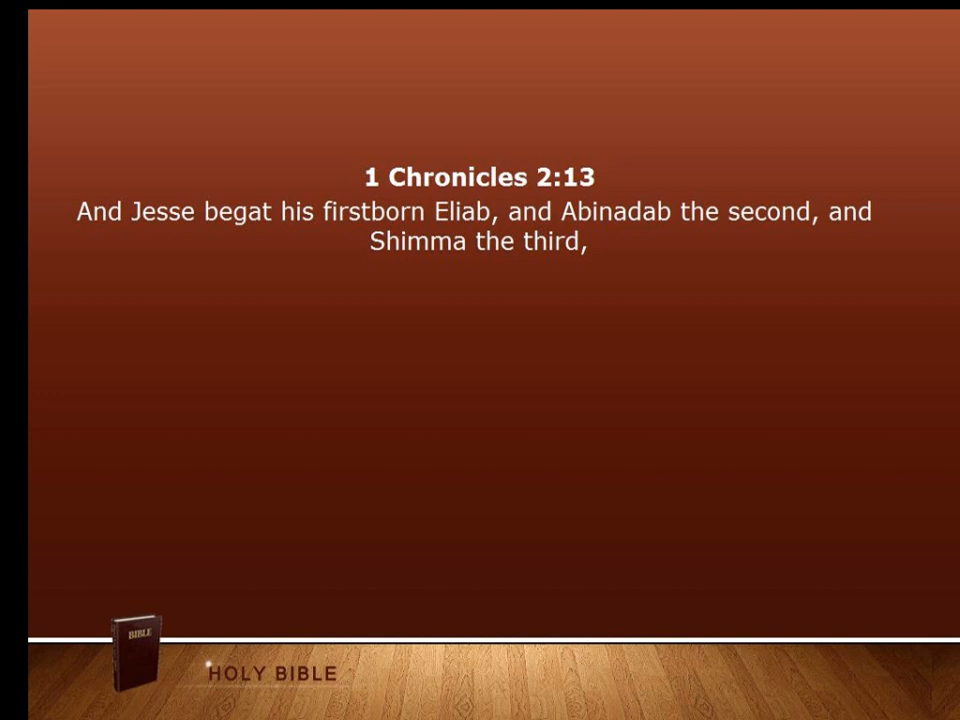 1 Chronicles 2:13
And Jesse begat his firstborn Eliab, and Abinadab the second, and
Shimma the third,
BIBLE
HOLY BIBLE